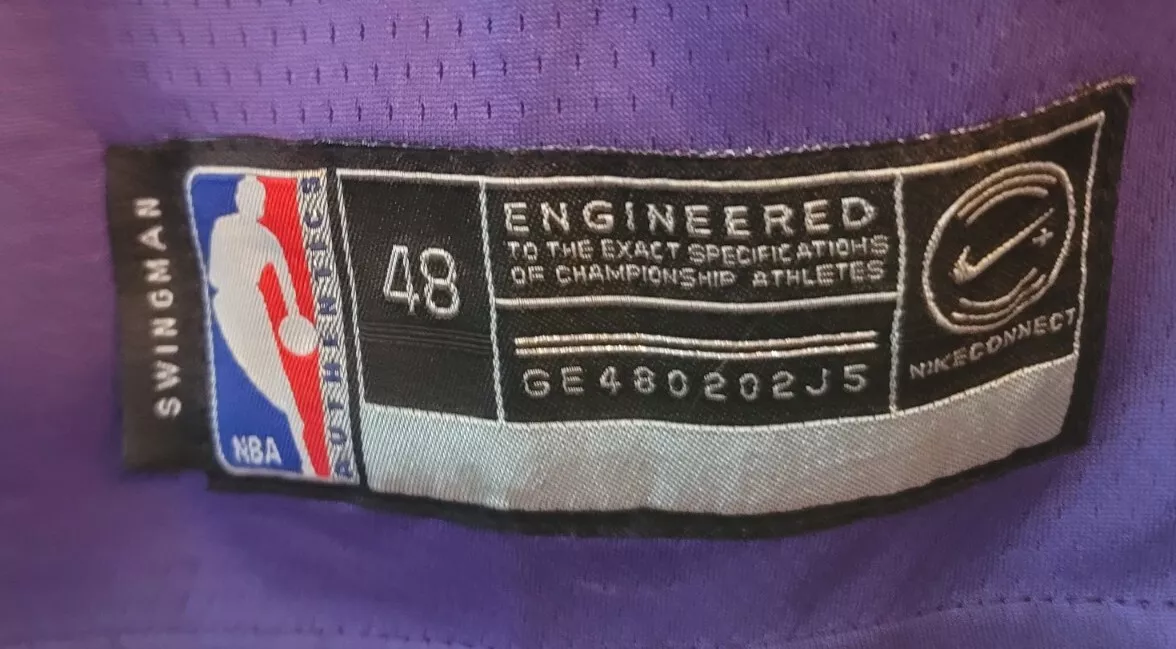 SWINGMAN
NBA
AUTHENTICS
48
ENGINEERED
TO THE EXACT SPECIFICATIONS
OF CHAMPIONSHIP ATHLETES
GE480202J5
NIKECONNECT